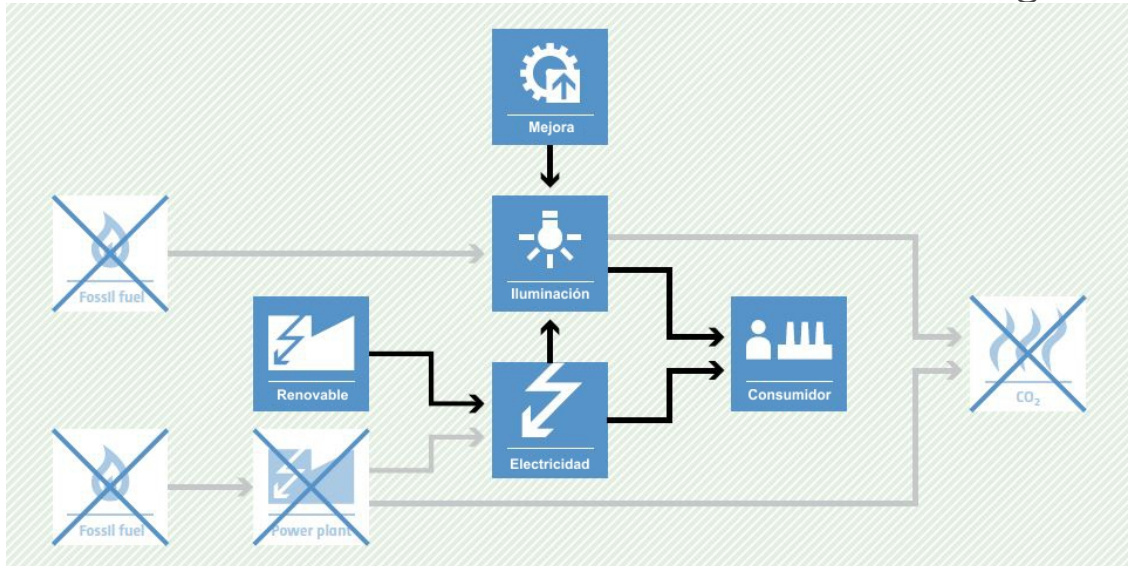 Mejora
Fossil fuel
Iluminación
Renovable
Consumidor
CO₂
Electricidad
Fossil fuel
Power plant